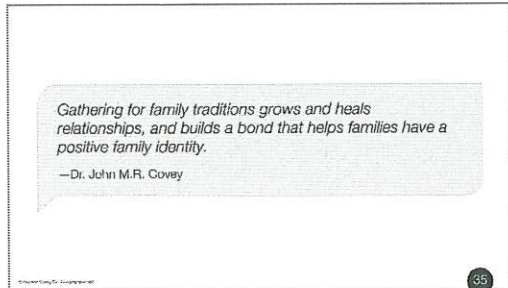 Gathering for family traditions grows and heals
relationships, and builds a bond that helps families have a
positive family identity.
—Dr. John M.R. Covey
35